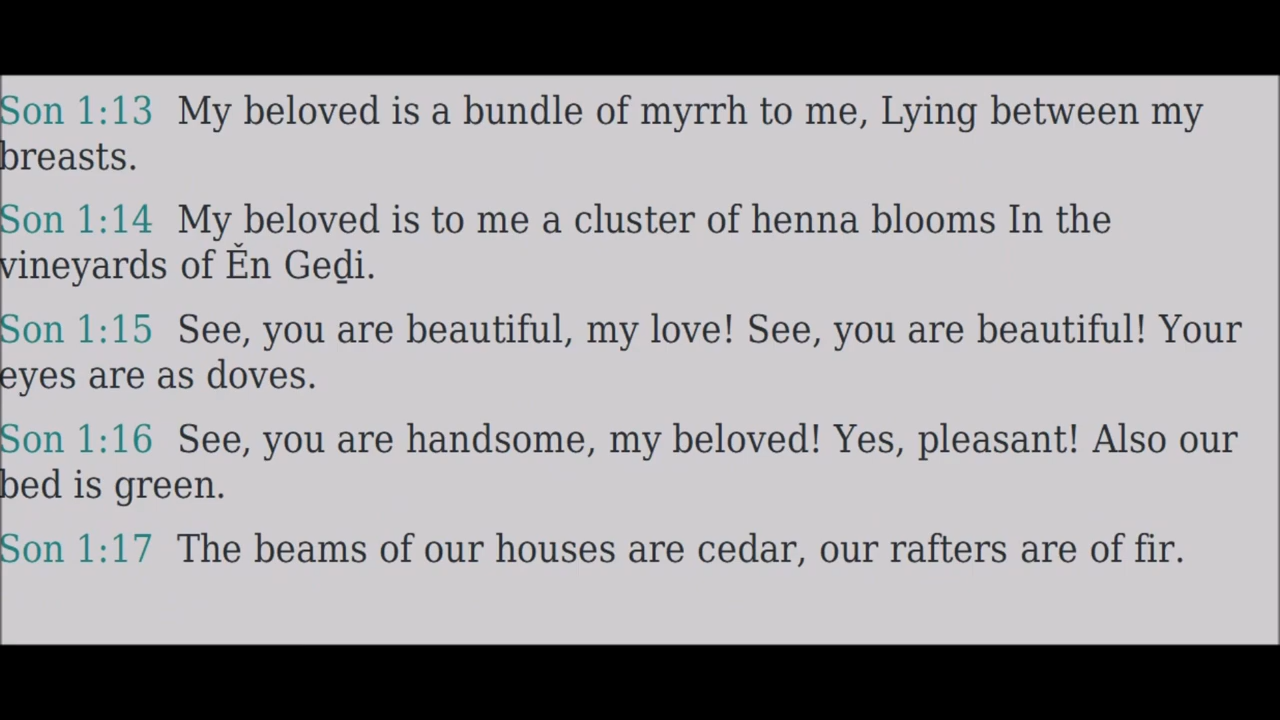 Son 1:13 My beloved is a bundle of myrrh to me, Lying between my
breasts.
Son 1:14 My beloved is to me a cluster of henna blooms In the
vineyards of Ěn Geḏi.
Son 1:15 See, you are beautiful, my love! See, you are beautiful! Your
eyes are as doves.
Son 1:16 See, you are handsome, my beloved! Yes, pleasant! Also our
bed is green.
Son 1:17 The beams of our houses are cedar, our rafters are of fir.